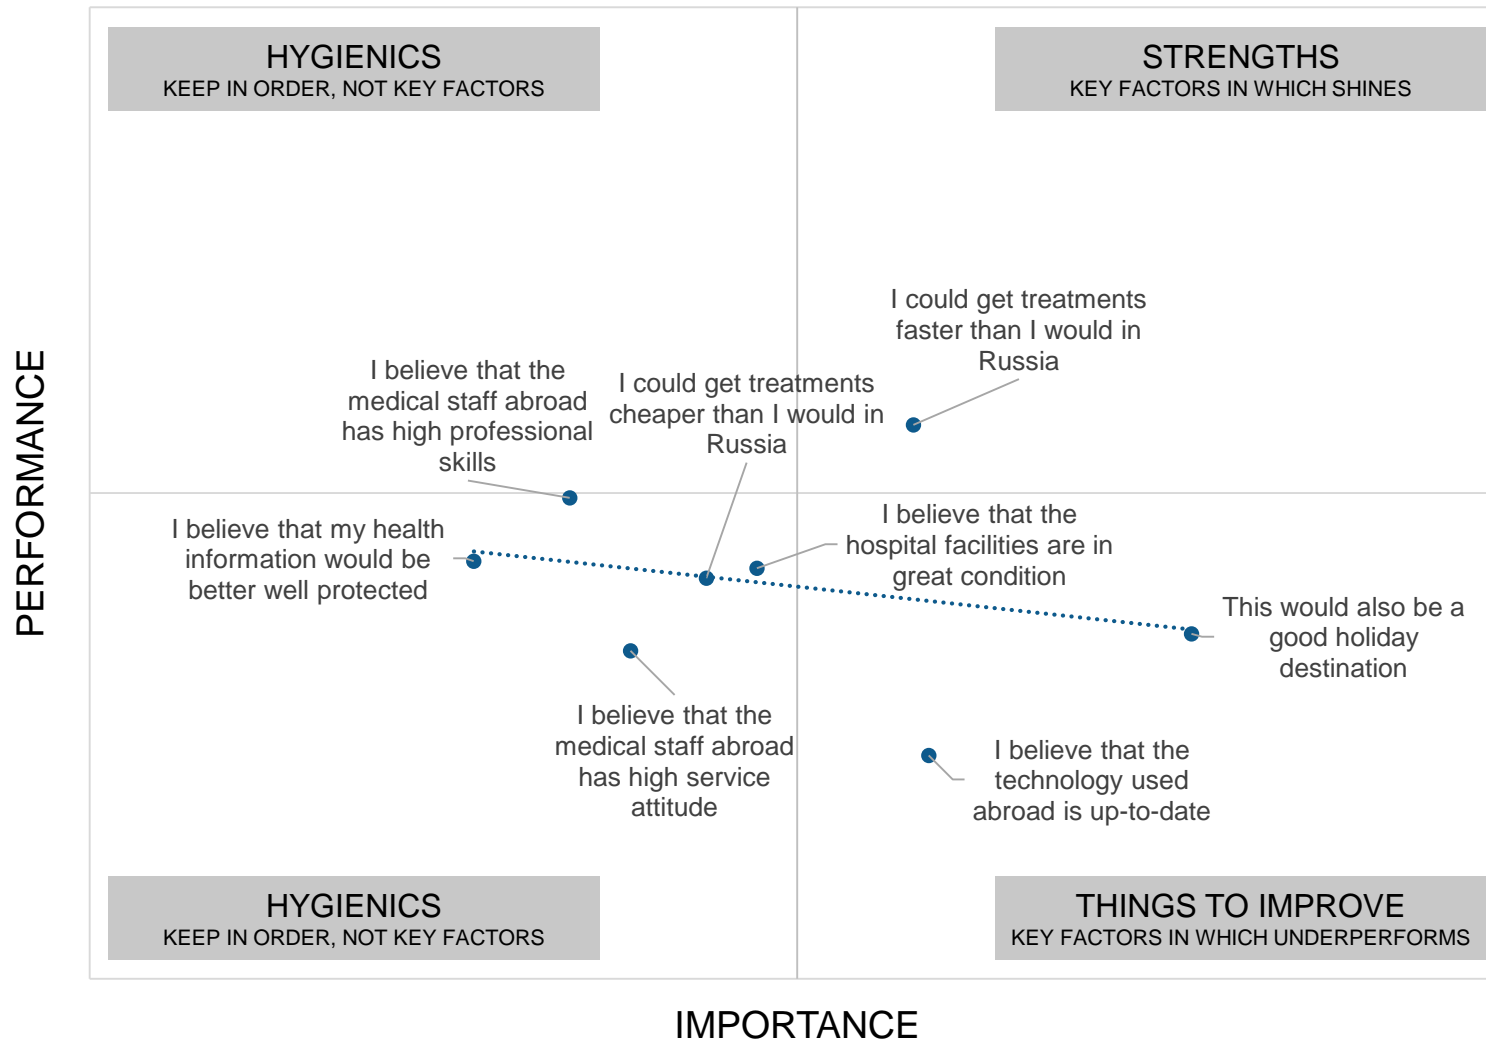 HYGIENICS
KEEP IN ORDER, NOT KEY FACTORS
STRENGTHS
KEY FACTORS IN WHICH SHINES
I could get treatments
faster than I would in
Russia
I believe that the
medical staff abroad
has high professional
skills
I could get treatments
cheaper than I would in
Russia
PERFORMANCE
I believe that my health
information would be
better well protected
I believe that the
hospital facilities are in
great condition
This would also be a
good holiday
destination
I believe that the
medical staff abroad
has high service
attitude
I believe that the
technology used
abroad is up-to-date
HYGIENICS
KEEP IN ORDER, NOT KEY FACTORS
THINGS TO IMPROVE
KEY FACTORS IN WHICH UNDERPERFORMS
IMPORTANCE